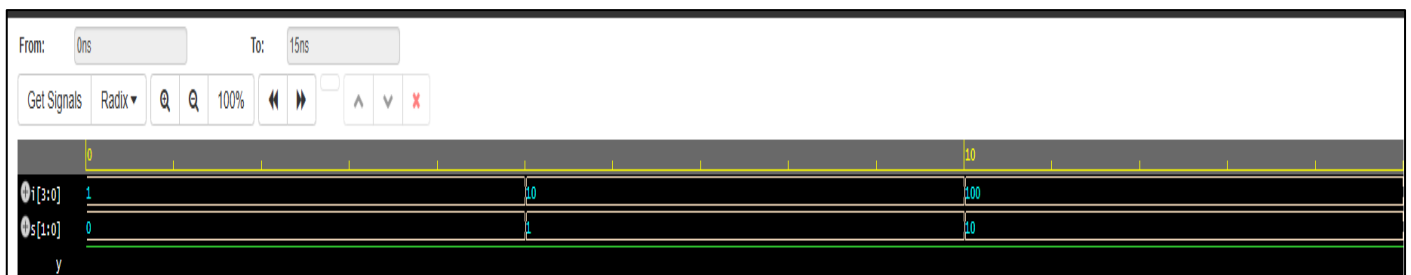 From: 0ns To: 15ns
Get Signals Radix▾ 100%
0 10
i[3:0] 1 10 100
s[1:0] 0 1 10
y